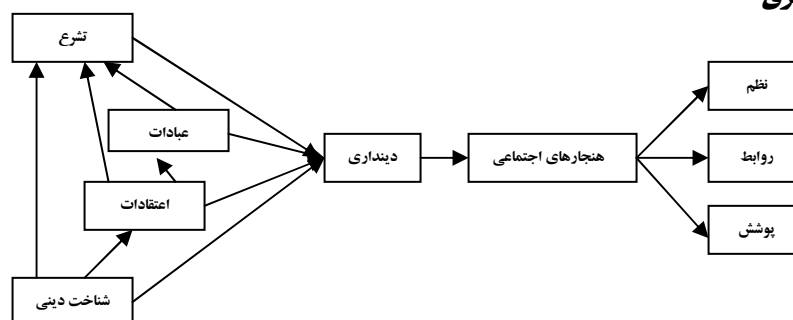 تشرع
نظم
عبادات
روابط
هنجارهای اجتماعی
دینداری
اعتقادات
پوشش
شناخت دینی